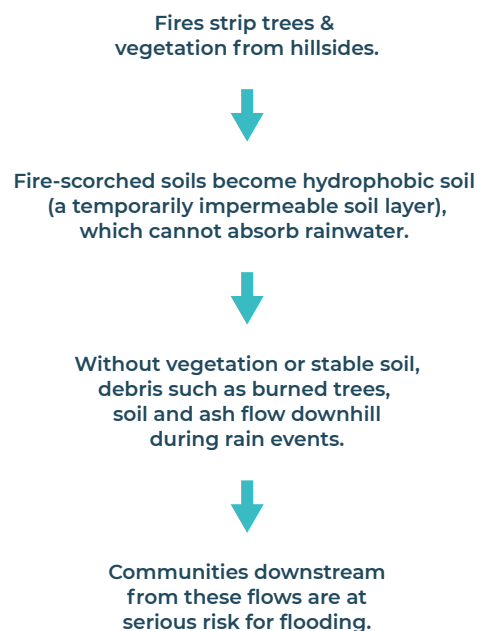 Fires strip trees &
vegetation from hillsides.
Fire-scorched soils become hydrophobic soil
(a temporarily impermeable soil layer),
which cannot absorb rainwater.
Without vegetation or stable soil,
debris such as burned trees,
soil and ash flow downhill
during rain events.
Communities downstream
from these flows are at
serious risk for flooding.